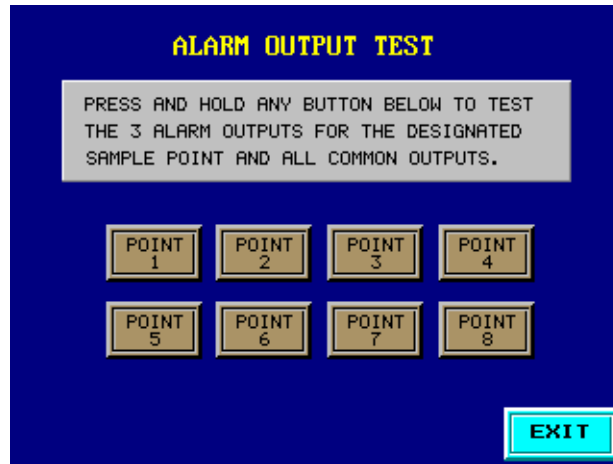 ALARM OUTPUT TEST
PRESS AND HOLD ANY BUTTON BELOW TO TEST
THE 3 ALARM OUTPUTS FOR THE DESIGNATED
SAMPLE POINT AND ALL COMMON OUTPUTS.
POINT
1
POINT
2
POINT
3
POINT
4
POINT
5
POINT
6
POINT
7
POINT
8
EXIT